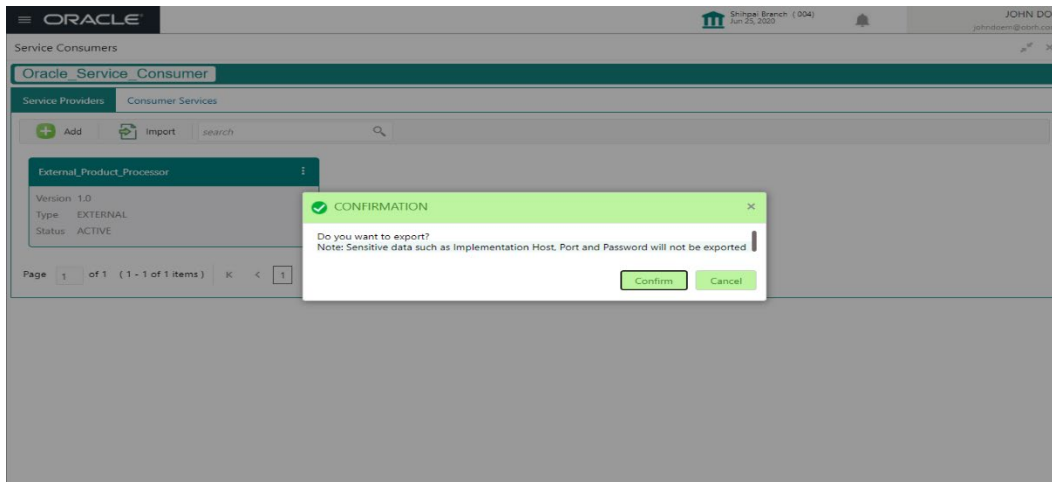 ORACLE
Shihpai Branch ( 004)
Jun 25, 2020
JOHN DO
johndoem@obrh.co
Service Consumers
Oracle_Service_Consumer
Service Providers
Consumer Services
Add
Import
search
External_Product_Processor
Version 1.0
Type EXTERNAL
Status ACTIVE
CONFIRMATION
Do you want to export?
Note: Sensitive data such as Implementation Host, Port and Password will not be exported
Confirm
Cancel
Page 1 of 1 ( 1 - 1 of 1 items ) K < 1